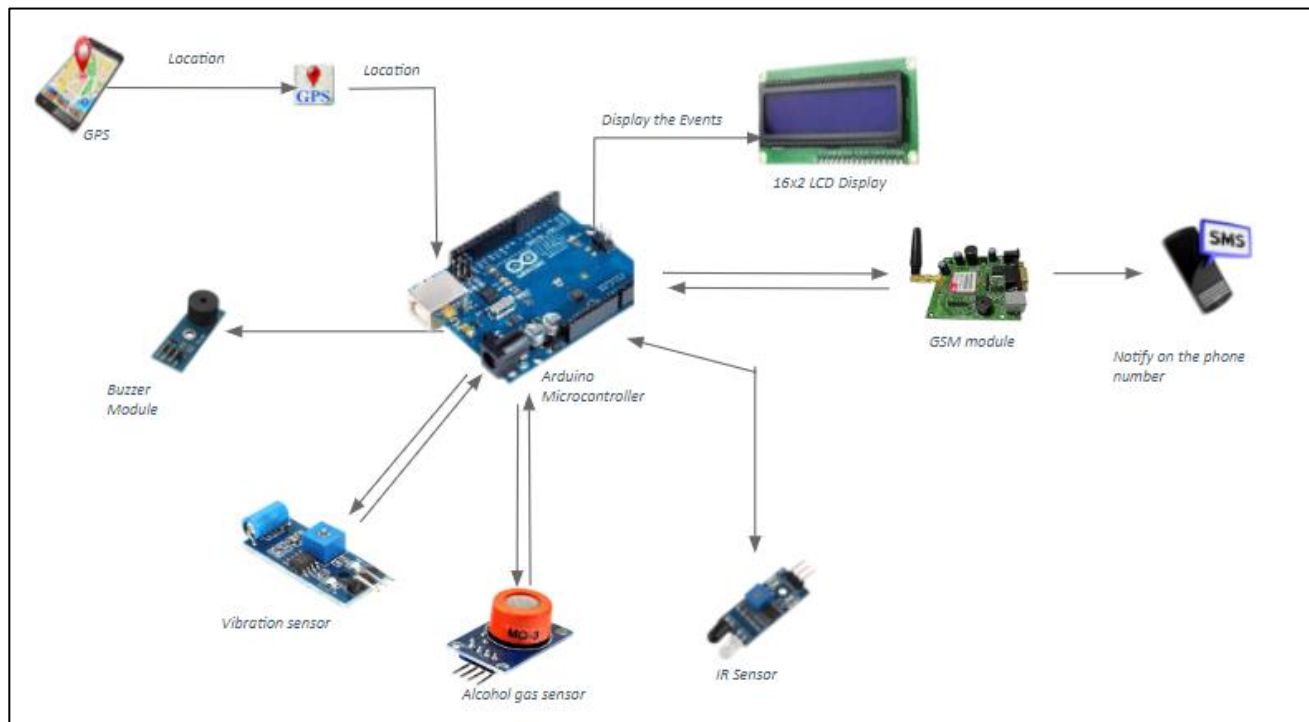 Location
Location
GPS
GPS
Display the Events
16x2 LCD Display
SMS
GSM module
Notify on the phone
number
Buzzer
Module
Arduino
Microcontroller
Vibration sensor
MQ-3
Alcohol gas sensor
IR Sensor